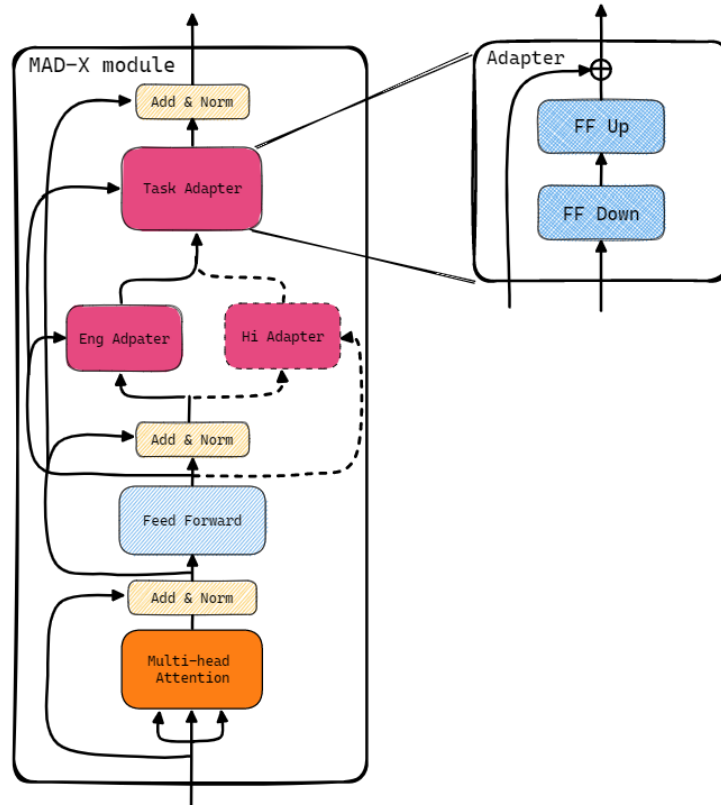 MAD-X module
Add & Norm
Task Adapter
Eng Adpater
Hi Adapter
Add & Norm
Feed Forward
Add & Norm
Multi-head
Attention
Adapter
FF Up
FF Down